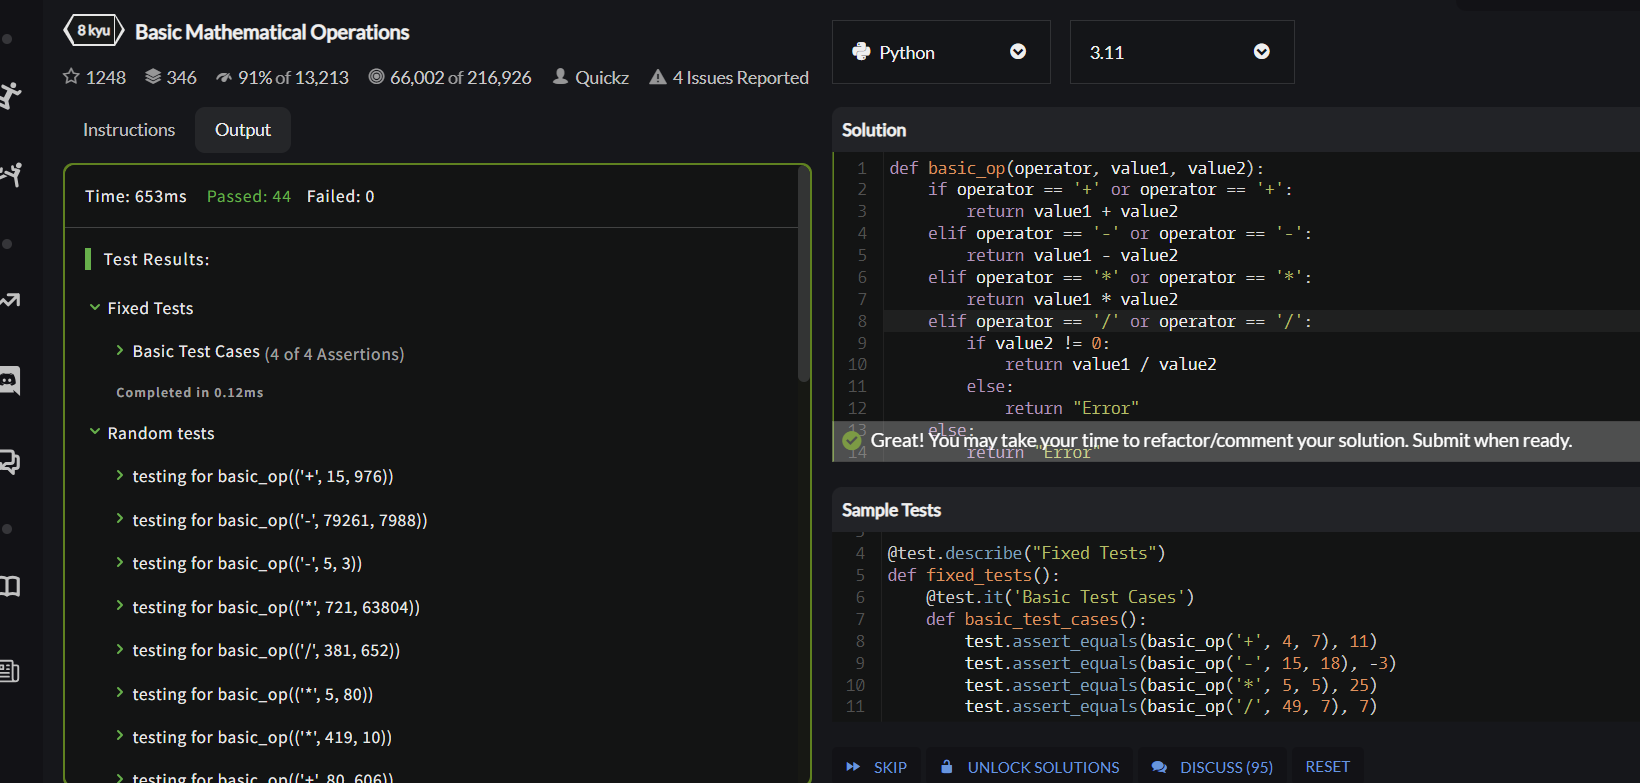 8 kyu Basic Mathematical Operations
1248 346 91% of 13,213 66,002 of 216,926 Quickz 4 Issues Reported
Instructions Output
Time: 653ms Passed: 44 Failed: 0
Test Results:
Fixed Tests
Basic Test Cases (4 of 4 Assertions)
Completed in 0.12ms
Random tests
testing for basic_op(('+', 15, 976))
testing for basic_op(('-', 79261, 7988))
testing for basic_op(('-', 5, 3))
testing for basic_op(('*', 721, 63804))
testing for basic_op(('/', 381, 652))
testing for basic_op(('*', 5, 80))
testing for basic_op(('*', 419, 10))
testing for basic_op(('+', 80, 606))
Python 3.11
Solution
1 def basic_op(operator, value1, value2):
2 if operator == '+' or operator == '+':
3 return value1 + value2
4 elif operator == '-' or operator == '-':
5 return value1 - value2
6 elif operator == '*' or operator == '*':
7 return value1 * value2
8 elif operator == '/' or operator == '/':
9 if value2 != 0:
10 return value1 / value2
11 else:
12 return "Error"
13 else:
Great! You may take your time to refactor/comment your solution. Submit when ready.
14 return "Error"
Sample Tests
3
4 @test.describe("Fixed Tests")
5 def fixed_tests():
6 @test.it('Basic Test Cases')
7 def basic_test_cases():
8 test.assert_equals(basic_op('+', 4, 7), 11)
9 test.assert_equals(basic_op('-', 15, 18), -3)
10 test.assert_equals(basic_op('*', 5, 5), 25)
11 test.assert_equals(basic_op('/', 49, 7), 7)
SKIP UNLOCK SOLUTIONS DISCUSS (95) RESET